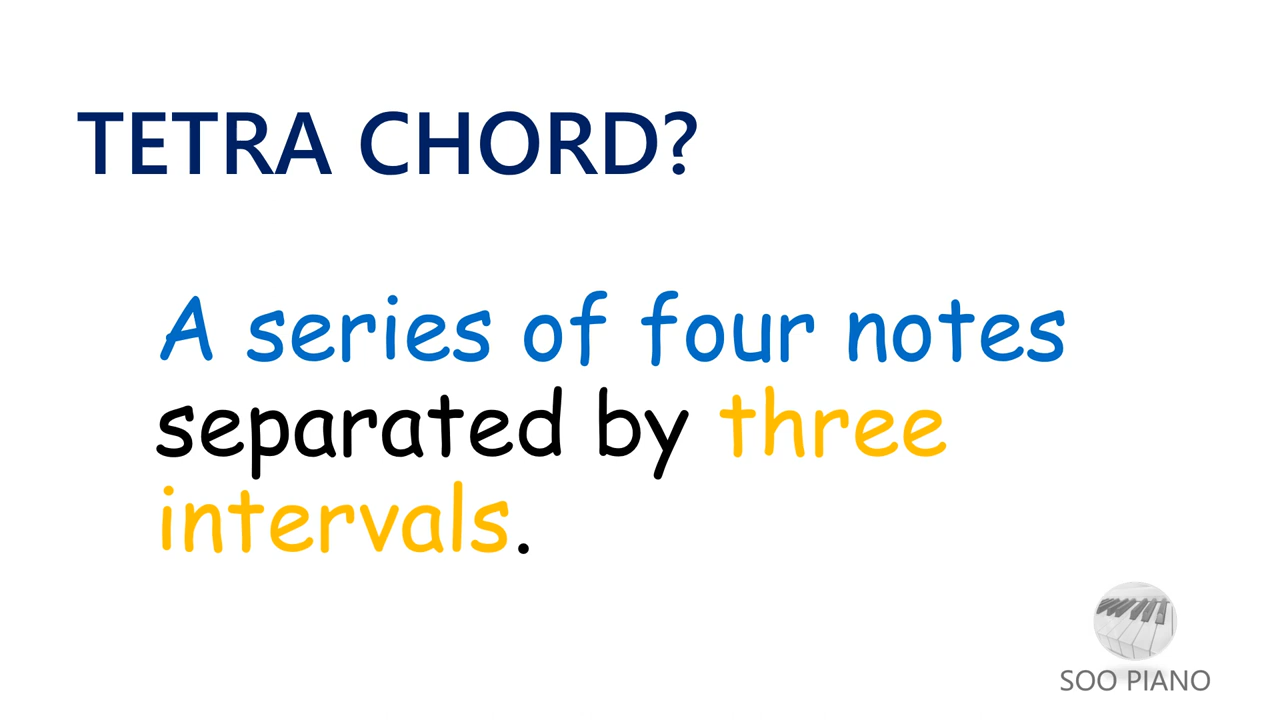 TETRA CHORD?
A series of four notes
separated by three
intervals.
SOO PIANO